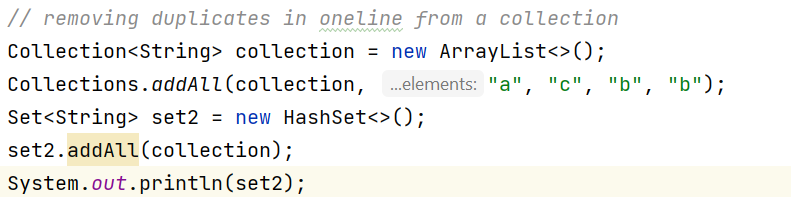 // removing duplicates in oneline from a collection
Collection<String> collection = new ArrayList<>();
Collections.addAll(collection, ...elements: "a", "c", "b", "b");
Set<String> set2 = new HashSet<>();
set2.addAll(collection);
System.out.println(set2);